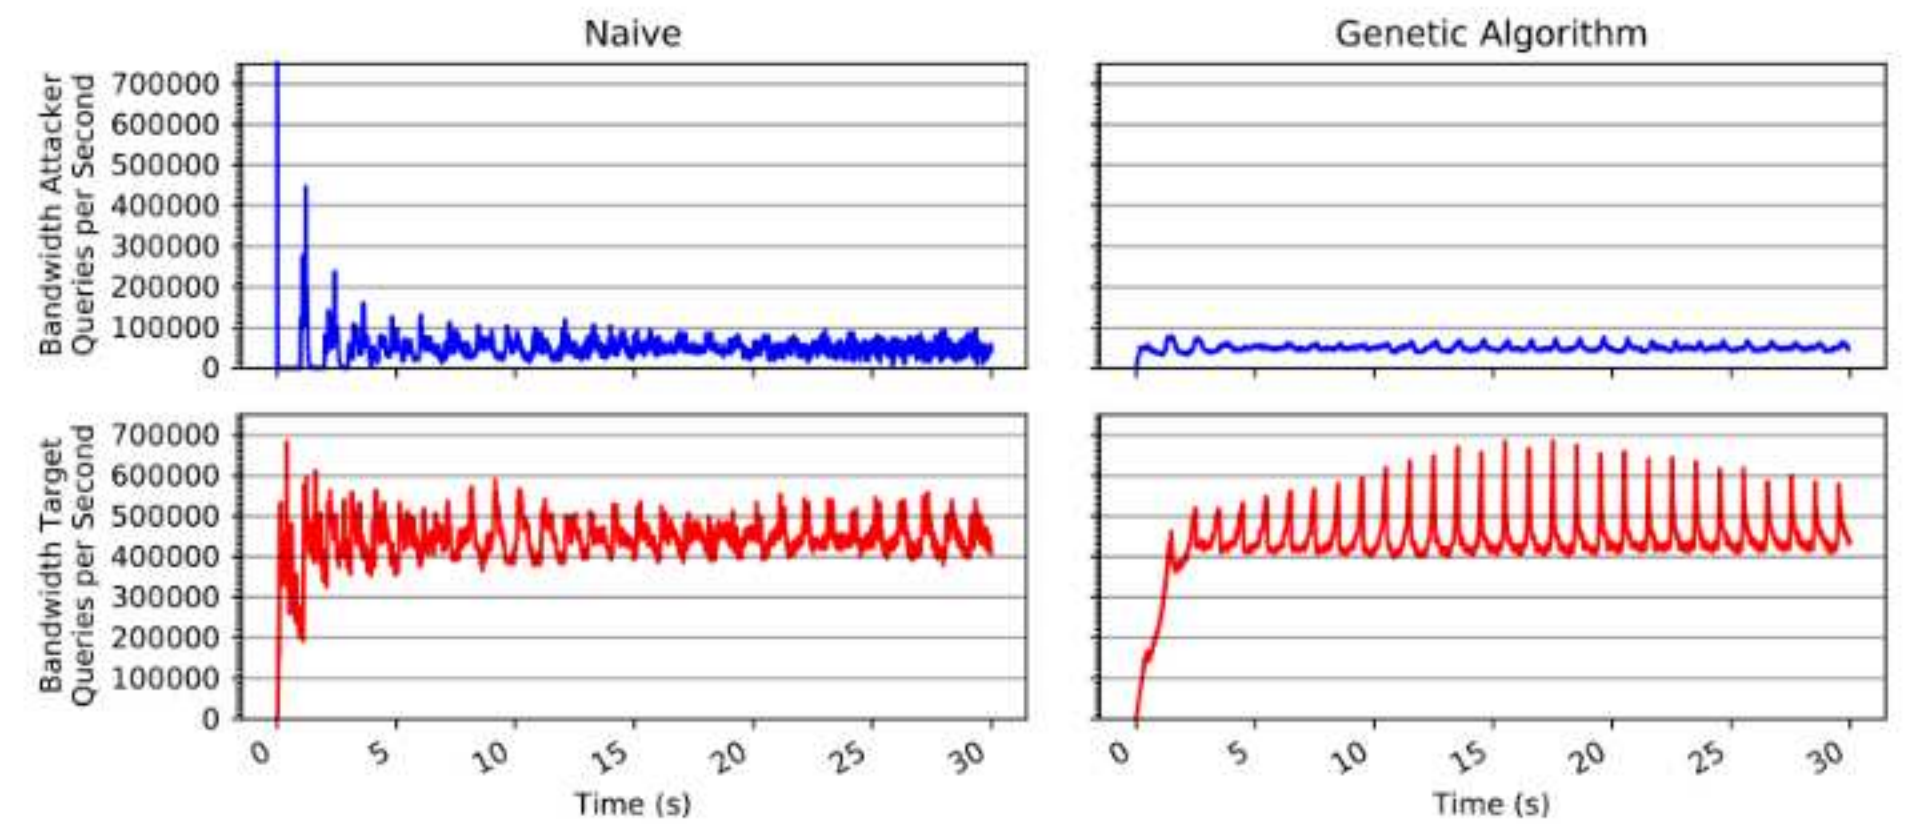 Naive
Genetic Algorithm
Bandwidth Attacker
Queries per Second
700000
600000
500000
400000
300000
200000
100000
0
Bandwidth Target
Queries per Second
700000
600000
500000
400000
300000
200000
100000
0
0 5 10 15 20 25 30
0 5 10 15 20 25 30
Time (s)
Time (s)